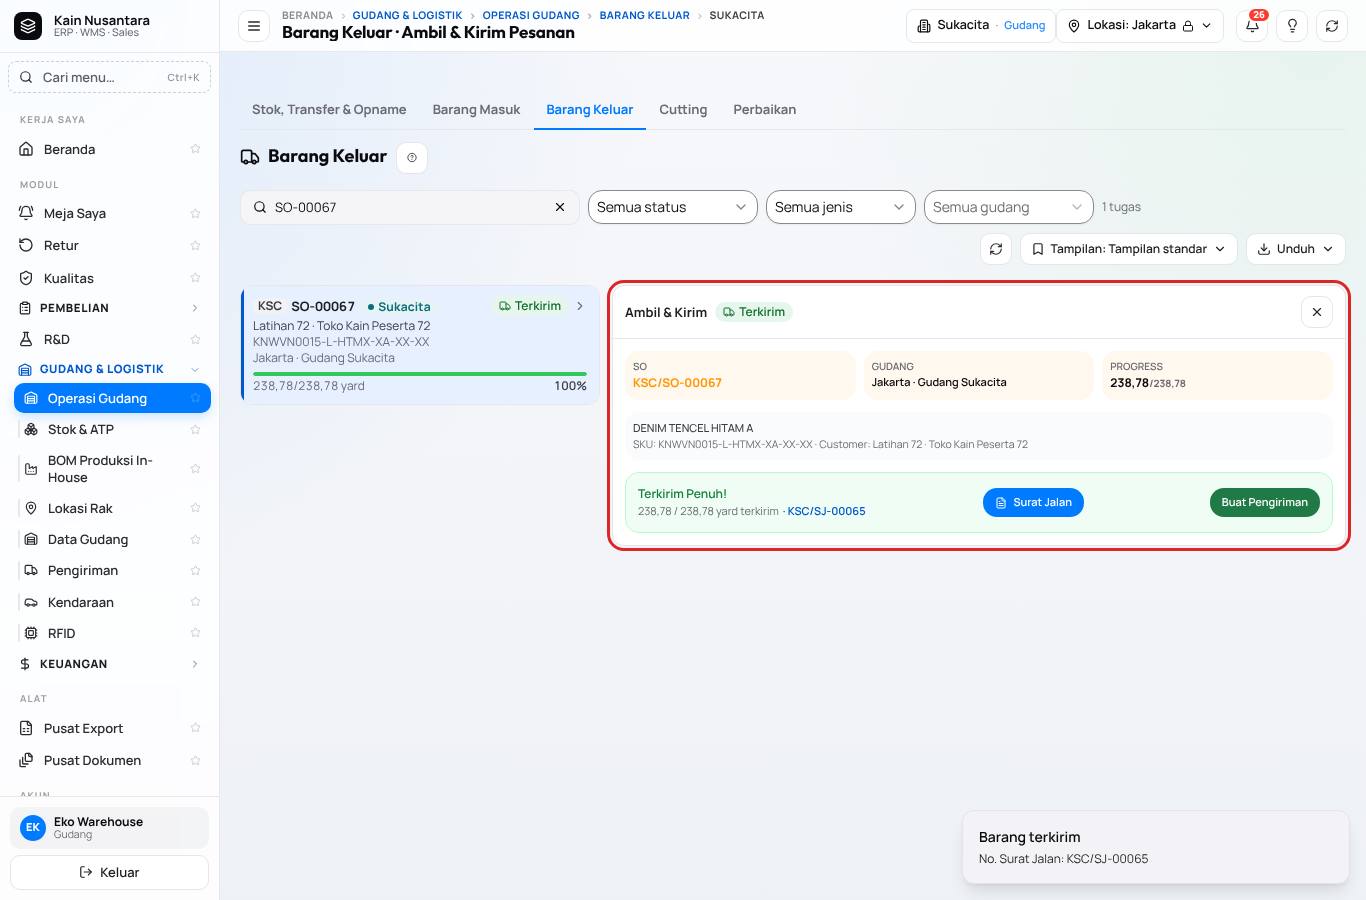 Kain Nusantara
ERP · WMS · Sales
Cari menu... Ctrl+K
KERJA SAYA
Beranda
MODUL
Meja Saya
Retur
Kualitas
PEMBELIAN
R&D
GUDANG & LOGISTIK
Operasi Gudang
Stok & ATP
BOM Produksi In-
House
Lokasi Rak
Data Gudang
Pengiriman
Kendaraan
RFID
KEUANGAN
ALAT
Pusat Export
Pusat Dokumen
AKUN
EK Eko Warehouse
Gudang
Keluar
BERANDA › GUDANG & LOGISTIK › OPERASI GUDANG › BARANG KELUAR › SUKACITA
Barang Keluar · Ambil & Kirim Pesanan
Sukacita · Gudang
Lokasi: Jakarta
26
Stok, Transfer & Opname Barang Masuk Barang Keluar Cutting Perbaikan
Barang Keluar
SO-00067 Semua status Semua jenis Semua gudang 1 tugas
Tampilan: Tampilan standar Unduh
KSC SO-00067 • Sukacita Terkirim
Latihan 72 · Toko Kain Peserta 72
KNWVN0015-L-HTMX-XA-XX-XX
Jakarta · Gudang Sukacita
238,78/238,78 yard 100%
Ambil & Kirim Terkirim
SO
KSC/SO-00067
GUDANG
Jakarta · Gudang Sukacita
PROGRESS
238,78/238,78
DENIM TENCEL HITAM A
SKU: KNWVN0015-L-HTMX-XA-XX-XX · Customer: Latihan 72 · Toko Kain Peserta 72
Terkirim Penuh!
238,78 / 238,78 yard terkirim · KSC/SJ-00065
Surat Jalan
Buat Pengiriman
Barang terkirim
No. Surat Jalan: KSC/SJ-00065